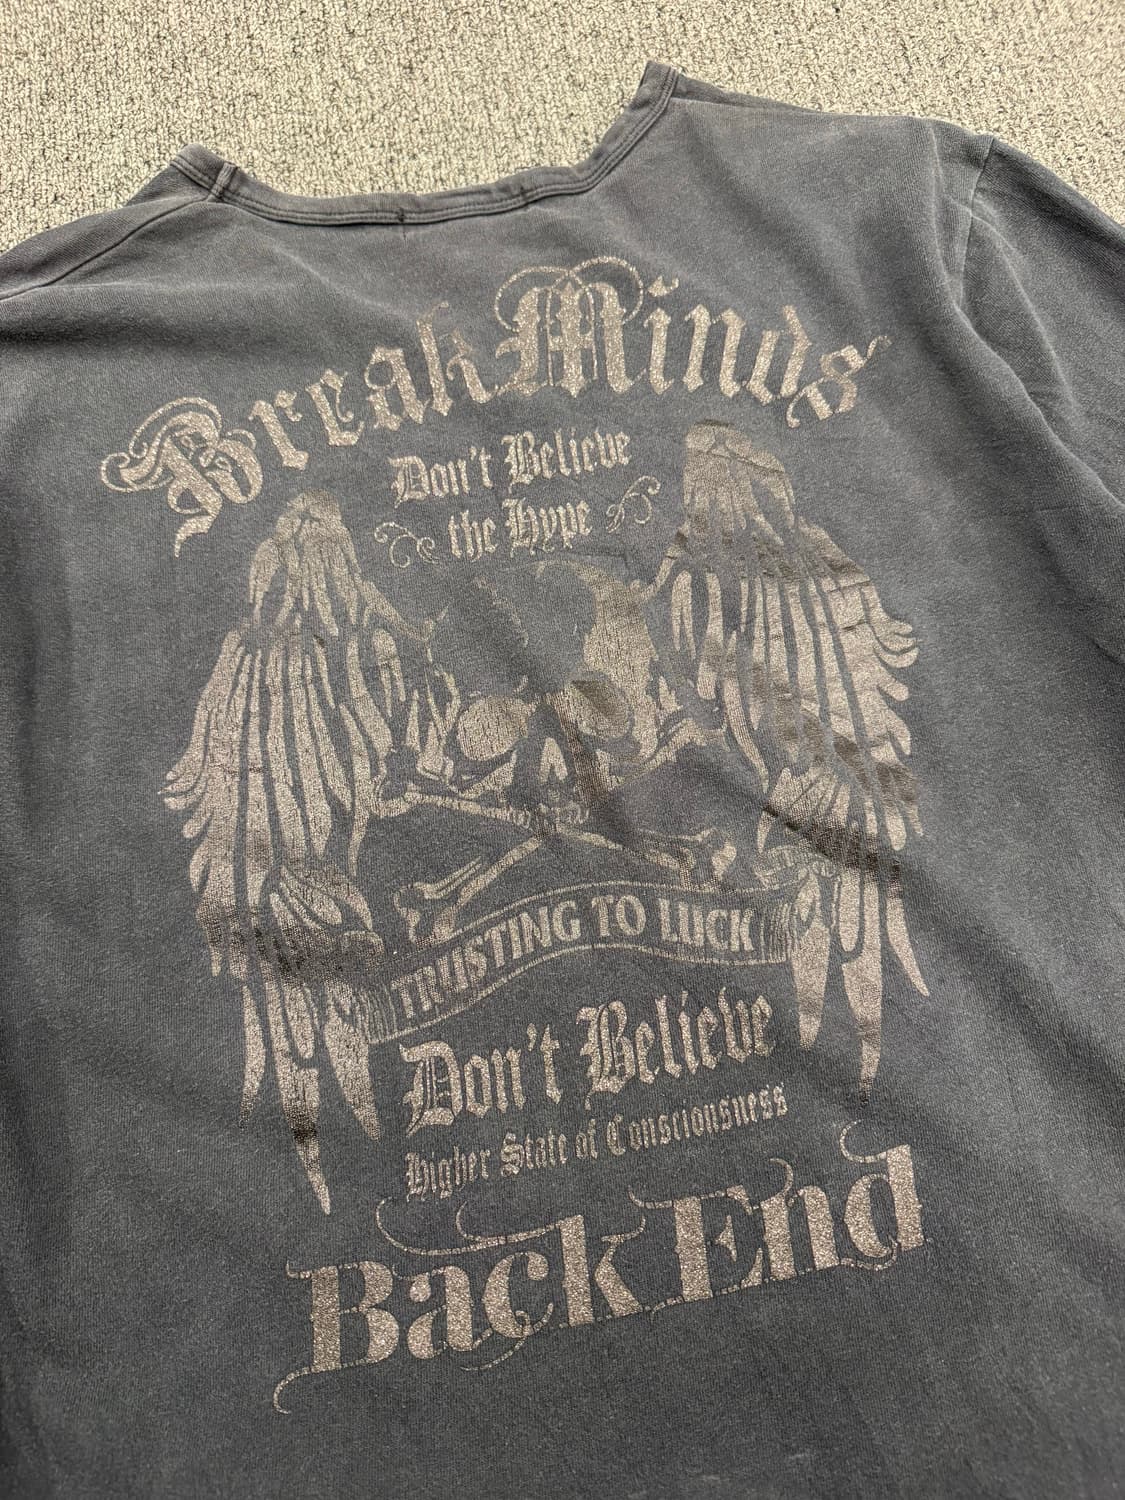 Break Minds
Don't Believe
the Hype
TRUSTING TO LUCK
Don't Believe
Higher State of Consciousness
Back End